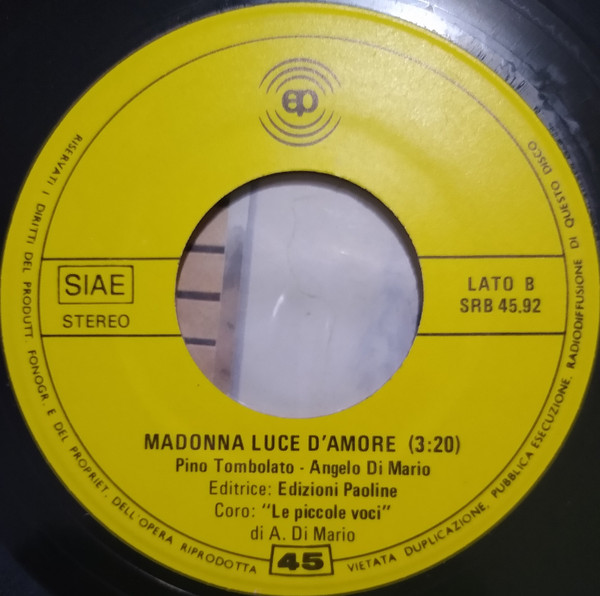 ep
SIAE
STEREO
LATO B
SRB 45.92
MADONNA LUCE D'AMORE (3:20)
Pino Tombolato - Angelo Di Mario
Editrice: Edizioni Paoline
Coro: "Le piccole voci"
di A. Di Mario
45
RISERVATI I DIRITTI DEL PRODUTT. FONOGR. E DEL PROPRIET. DELL'OPERA RIPRODOTTA
VIETATA DUPLICAZIONE, PUBBLICA ESECUZIONE, RADIODIFFUSIONE DI QUESTO DISCO